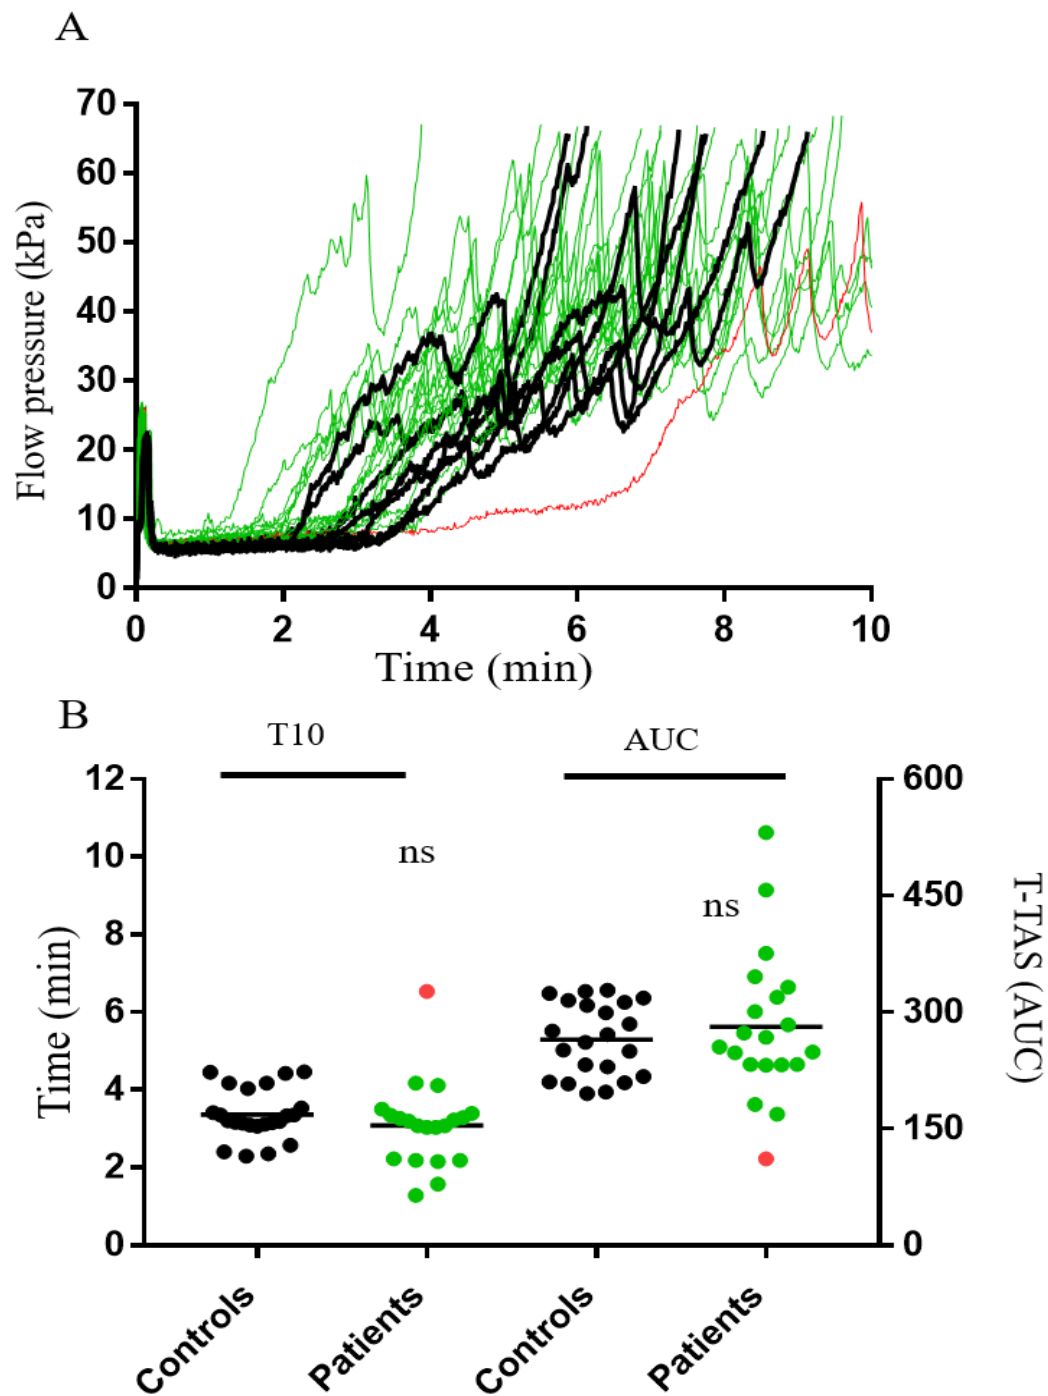 A
70
60
50
40
30
20
10
0
Flow pressure (kPa)
0 2 4 6 8 10
Time (min)
B
T10 AUC
12
10
8
6
4
2
0
Time (min)
ns
ns
600
450
300
150
0
T-TAS (AUC)
Controls Patients Controls Patients